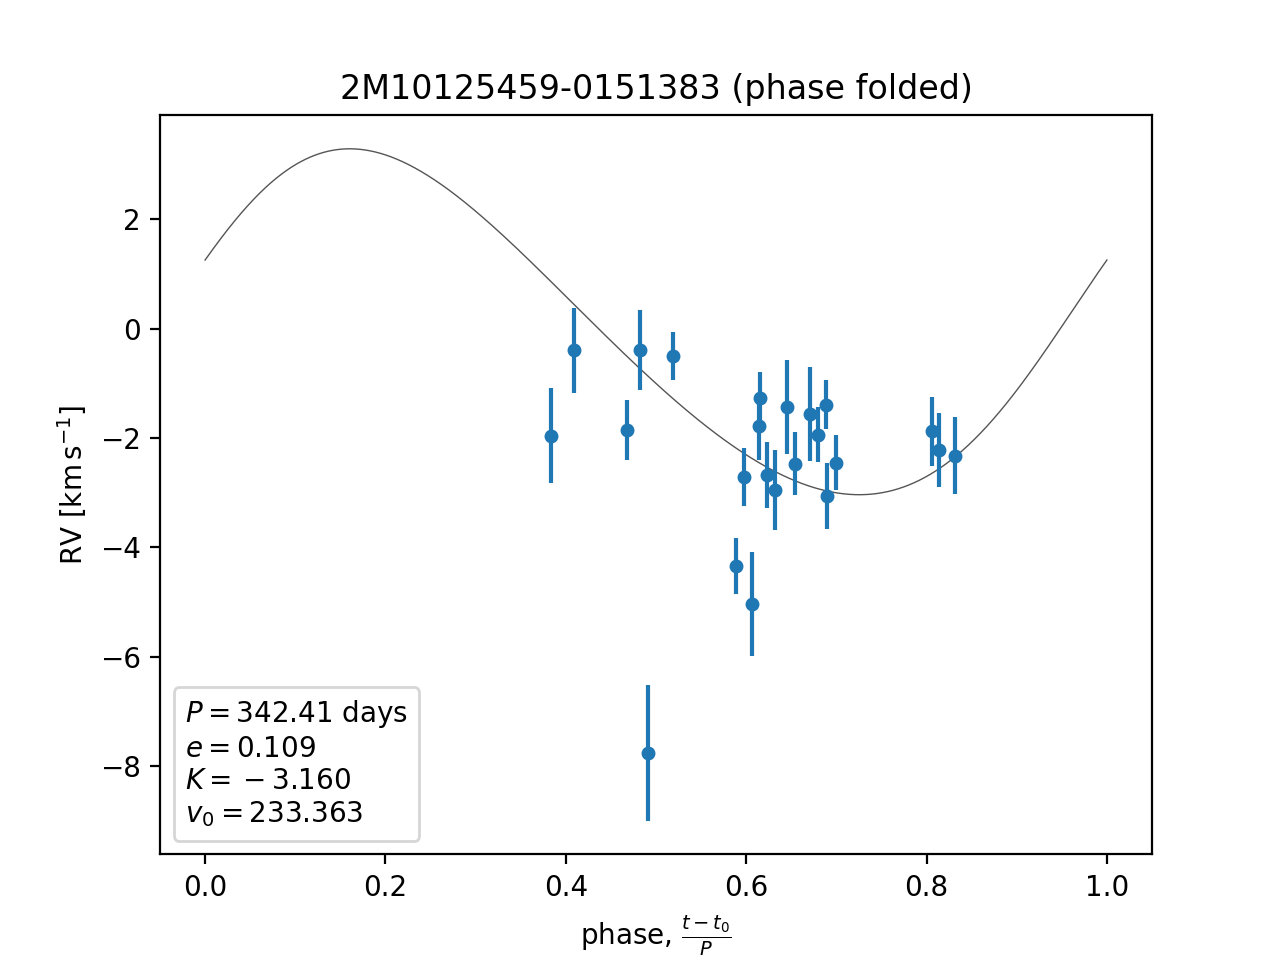 2M10125459-0151383 (phase folded)
RV [km s⁻¹]
2
0
−2
−4
−6
−8
P = 342.41 days
e = 0.109
K = −3.160
v₀ = 233.363
0.0 0.2 0.4 0.6 0.8 1.0
phase, (t − t₀)/P